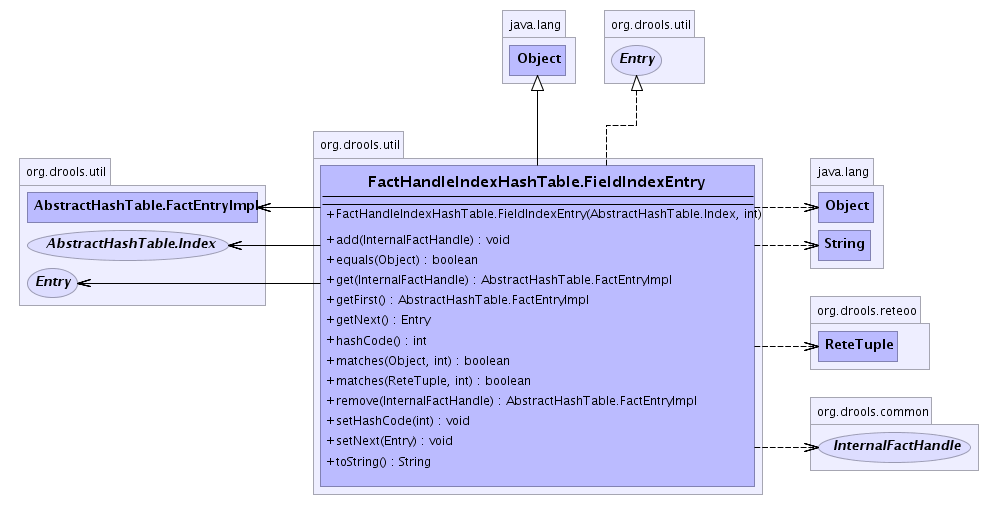 java.lang
Object
org.drools.util
Entry
org.drools.util
AbstractHashTable.FactEntryImpl
AbstractHashTable.Index
Entry
org.drools.util
FactHandleIndexHashTable.FieldIndexEntry
+ FactHandleIndexHashTable.FieldIndexEntry(AbstractHashTable.Index, int)
+ add(InternalFactHandle) : void
+ equals(Object) : boolean
+ get(InternalFactHandle) : AbstractHashTable.FactEntryImpl
+ getFirst() : AbstractHashTable.FactEntryImpl
+ getNext() : Entry
+ hashCode() : int
+ matches(Object, int) : boolean
+ matches(ReteTuple, int) : boolean
+ remove(InternalFactHandle) : AbstractHashTable.FactEntryImpl
+ setHashCode(int) : void
+ setNext(Entry) : void
+ toString() : String
java.lang
Object
String
org.drools.reteoo
ReteTuple
org.drools.common
InternalFactHandle